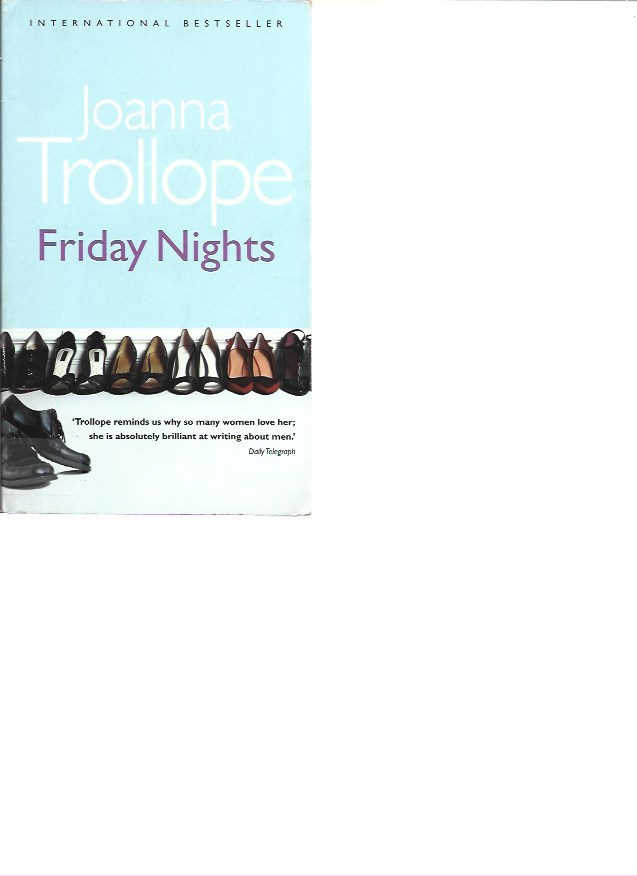 INTERNATIONAL BESTSELLER
Joanna
Trollope
Friday Nights
‘Trollope reminds us why so many women love her;
she is absolutely brilliant at writing about men.’
Daily Telegraph